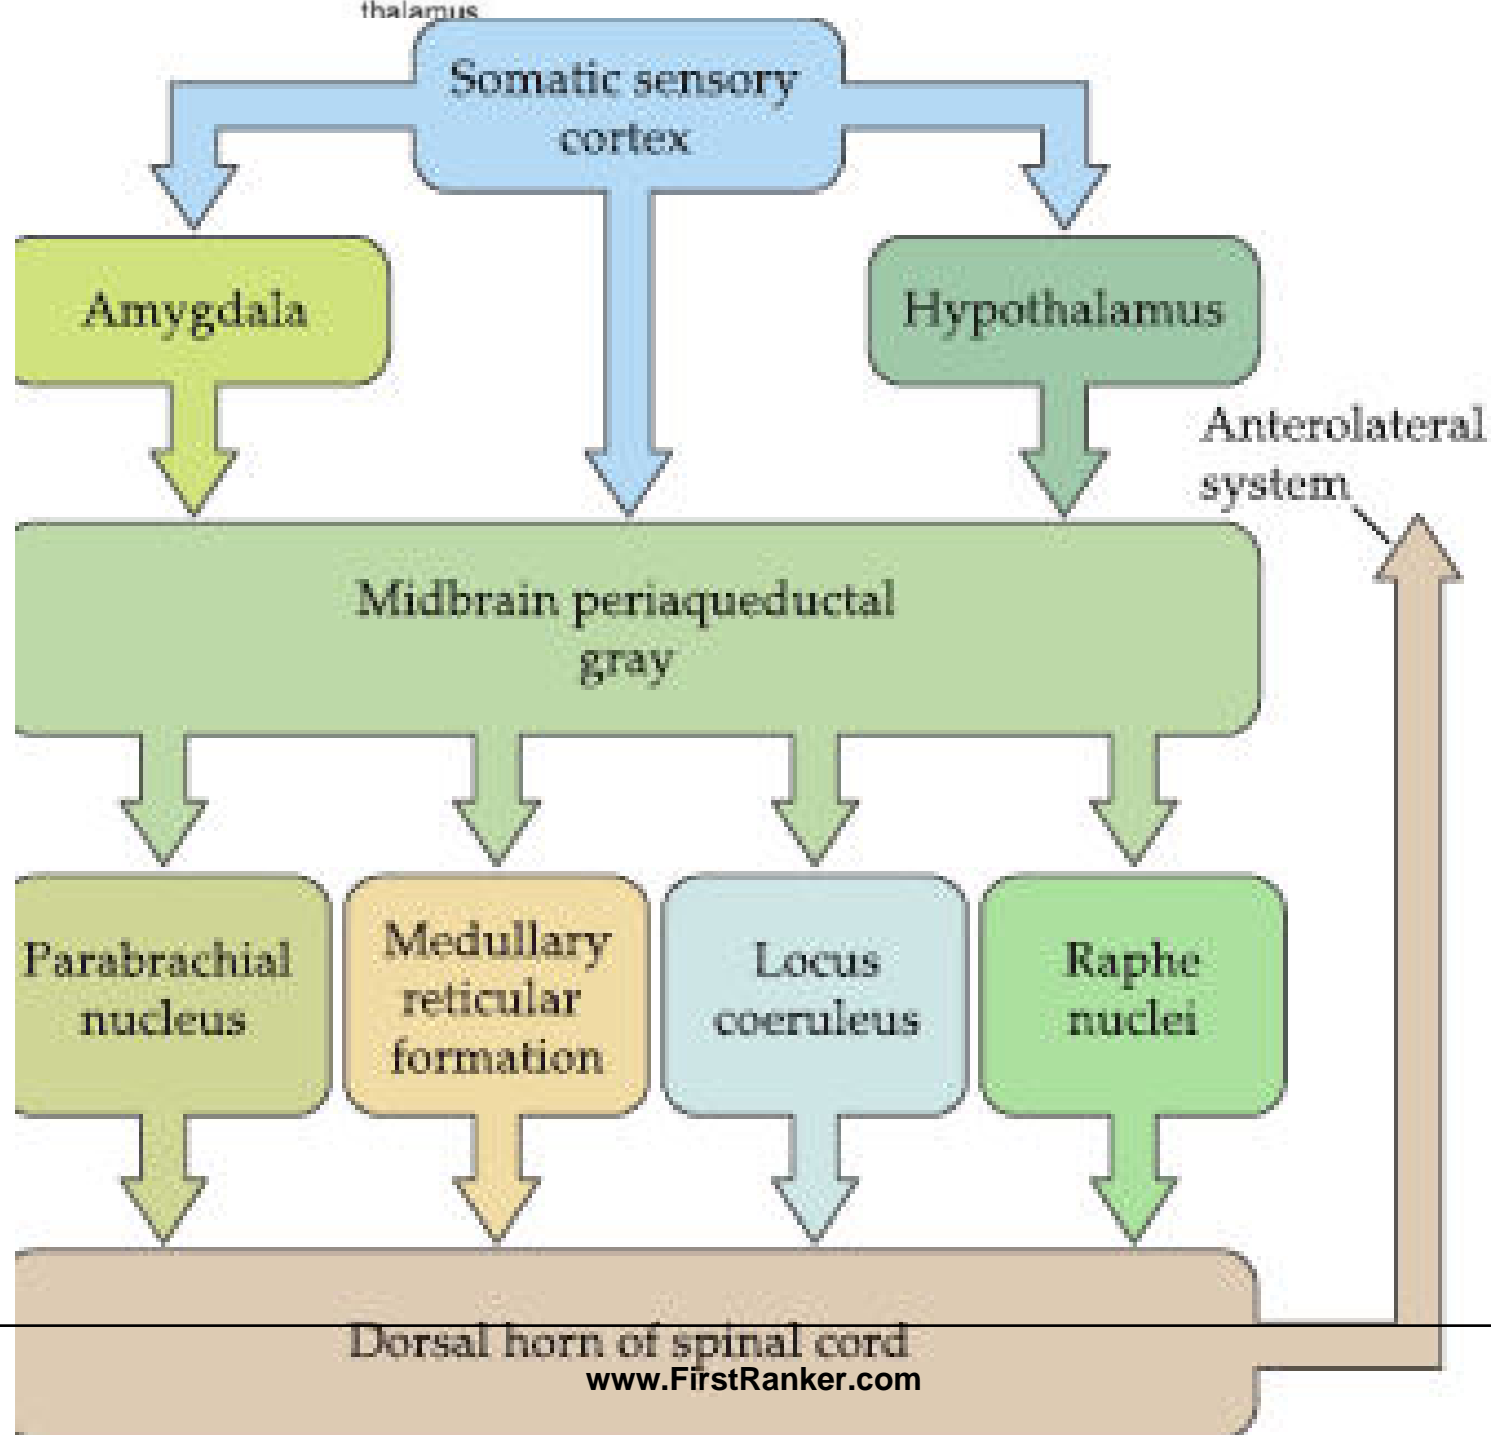 thalamus
Somatic sensory
cortex
Amygdala
Hypothalamus
Anterolateral
system
Midbrain periaqueductal
gray
Parabrachial
nucleus
Medullary
reticular
formation
Locus
coeruleus
Raphe
nuclei
Dorsal horn of spinal cord
www.FirstRanker.com